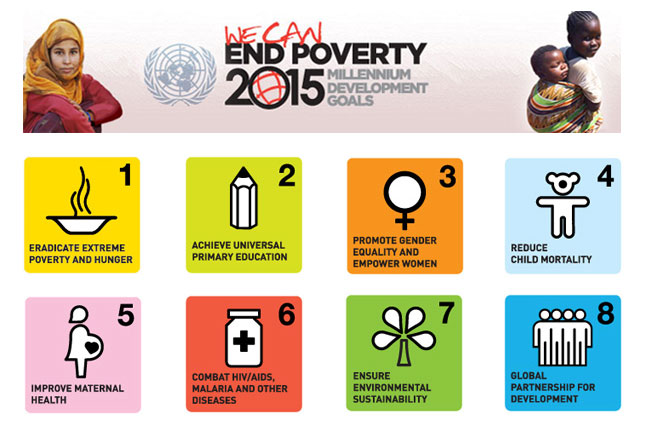 WE CAN
END POVERTY
2015 MILLENNIUM
DEVELOPMENT
GOALS
1
ERADICATE EXTREME
POVERTY AND HUNGER
2
ACHIEVE UNIVERSAL
PRIMARY EDUCATION
3
PROMOTE GENDER
EQUALITY AND
EMPOWER WOMEN
4
REDUCE
CHILD MORTALITY
5
IMPROVE MATERNAL
HEALTH
6
COMBAT HIV/AIDS,
MALARIA AND OTHER
DISEASES
7
ENSURE
ENVIRONMENTAL
SUSTAINABILITY
8
GLOBAL
PARTNERSHIP FOR
DEVELOPMENT